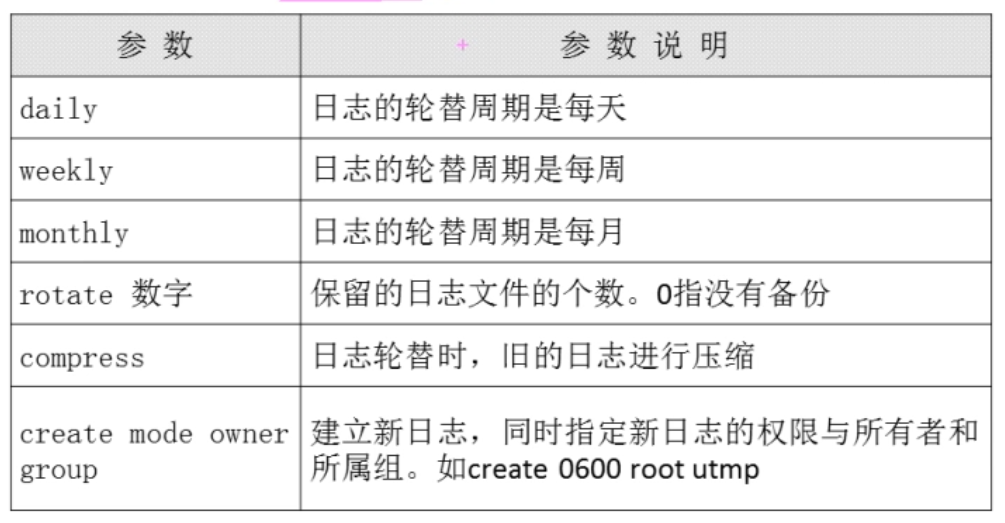 参 数 参 数 说 明
daily 日志的轮替周期是每天
weekly 日志的轮替周期是每周
monthly 日志的轮替周期是每月
rotate 数字 保留的日志文件的个数。0指没有备份
compress 日志轮替时，旧的日志进行压缩
create mode owner 建立新日志，同时指定新日志的权限与所有者和
group 所属组。如create 0600 root utmp